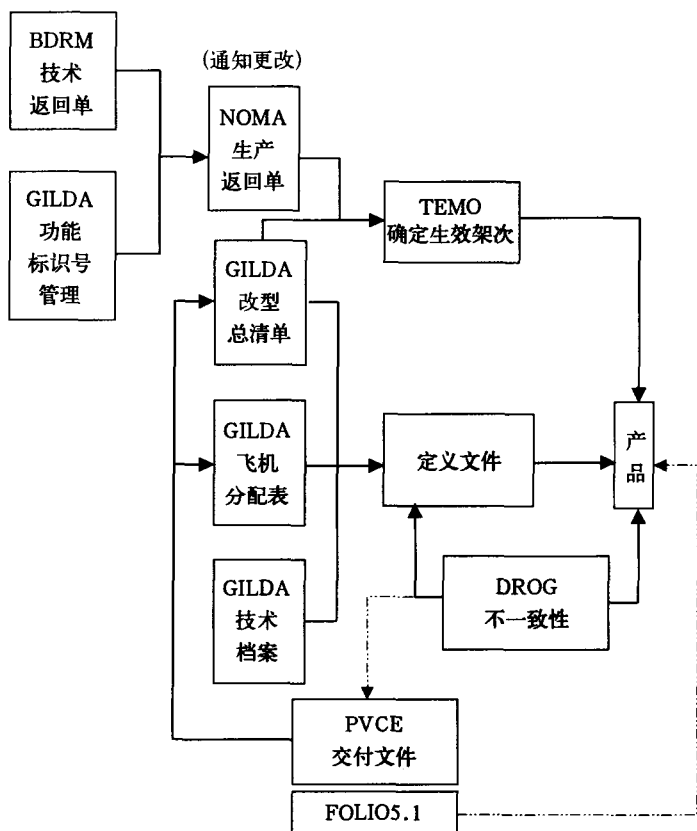 BDRM
技术
返回单
(通知更改)
NOMA
生产
返回单
GILDA
功能
标识号
管理
TEMO
确定生效架次
GILDA
改型
总清单
GILDA
飞机
分配表
定义文件
产
品
GILDA
技术
档案
DROG
不一致性
PVCE
交付文件
FOLIO5.1